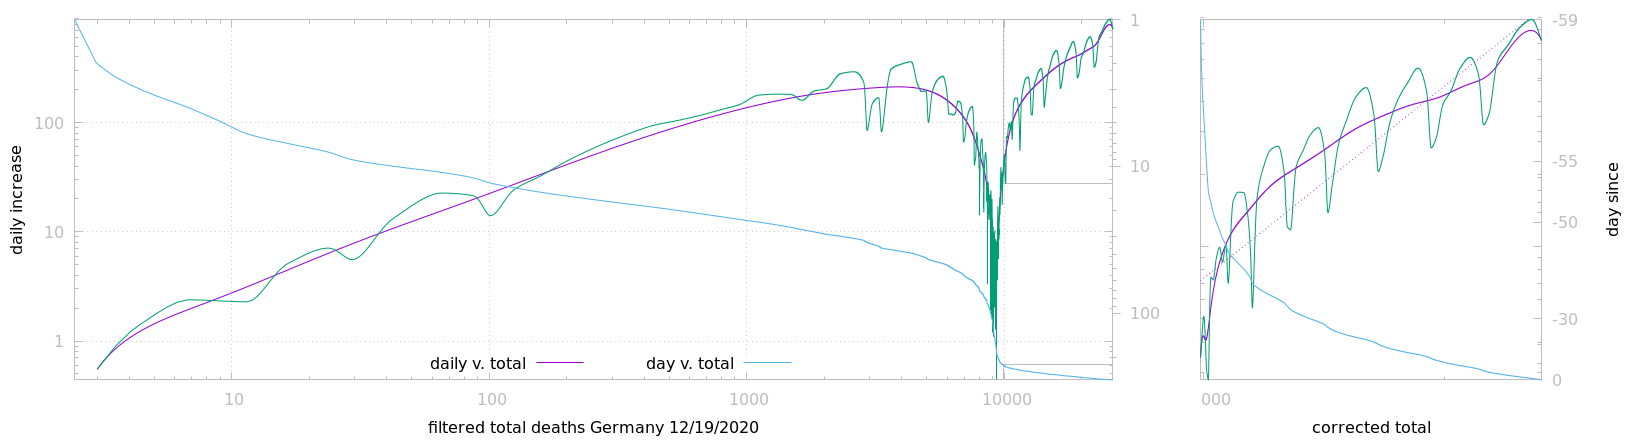 daily increase
100
10
1
daily v. total
day v. total
10
100
1000
10000
filtered total deaths Germany 12/19/2020
1
10
100
000
corrected total
-59
-55
-50
-30
0
day since